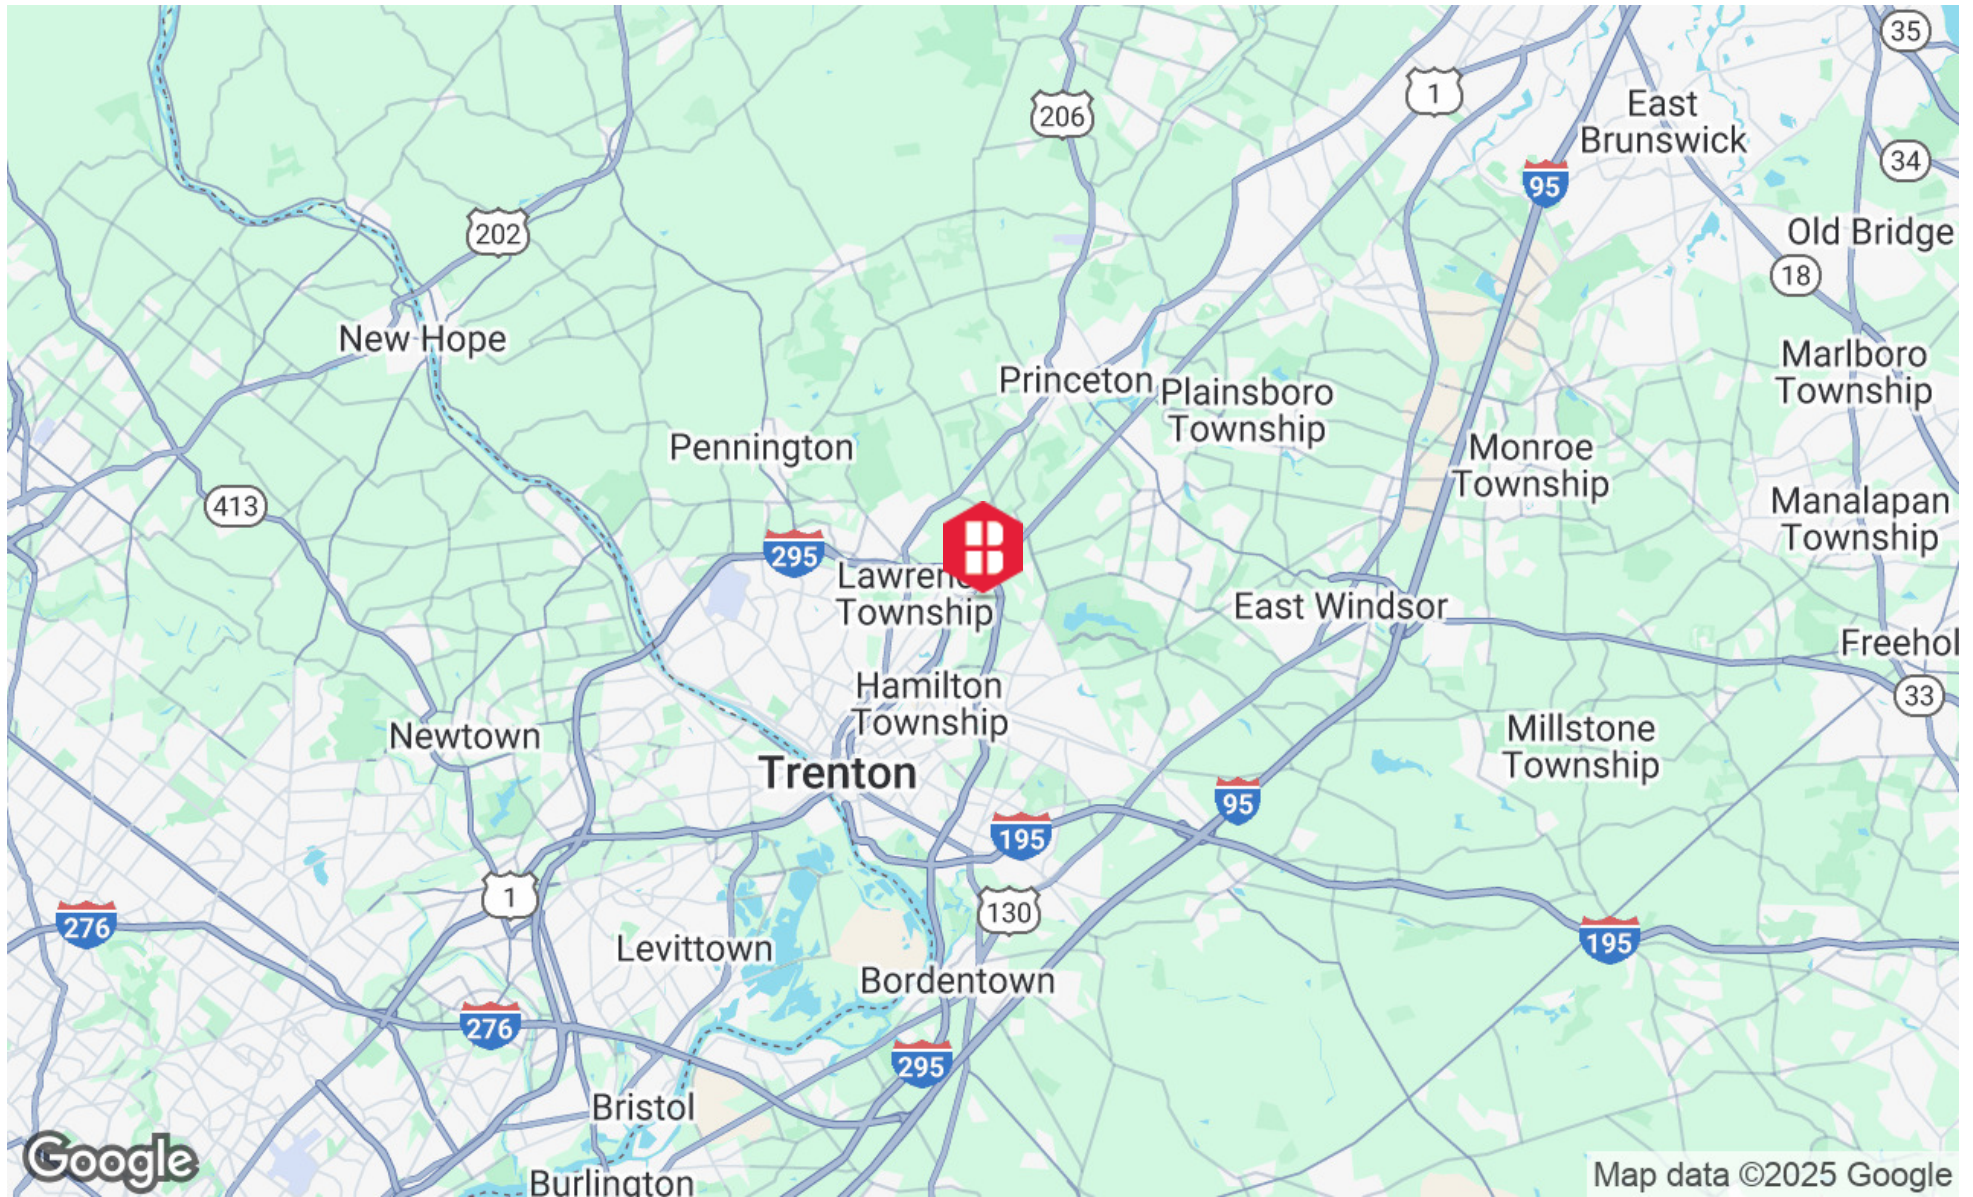 35
1
206
East
Brunswick
34
95
202
Old Bridge
18
New Hope
Marlboro
Township
Princeton
Plainsboro
Township
Pennington
Monroe
Township
413
Manalapan
Township
295
Lawren
Township
East Windsor
Freehol
33
Hamilton
Township
Newtown
Millstone
Township
Trenton
95
195
1
130
276
195
Levittown
Bordentown
276
295
Bristol
Google
Burlington
Map data ©2025 Google